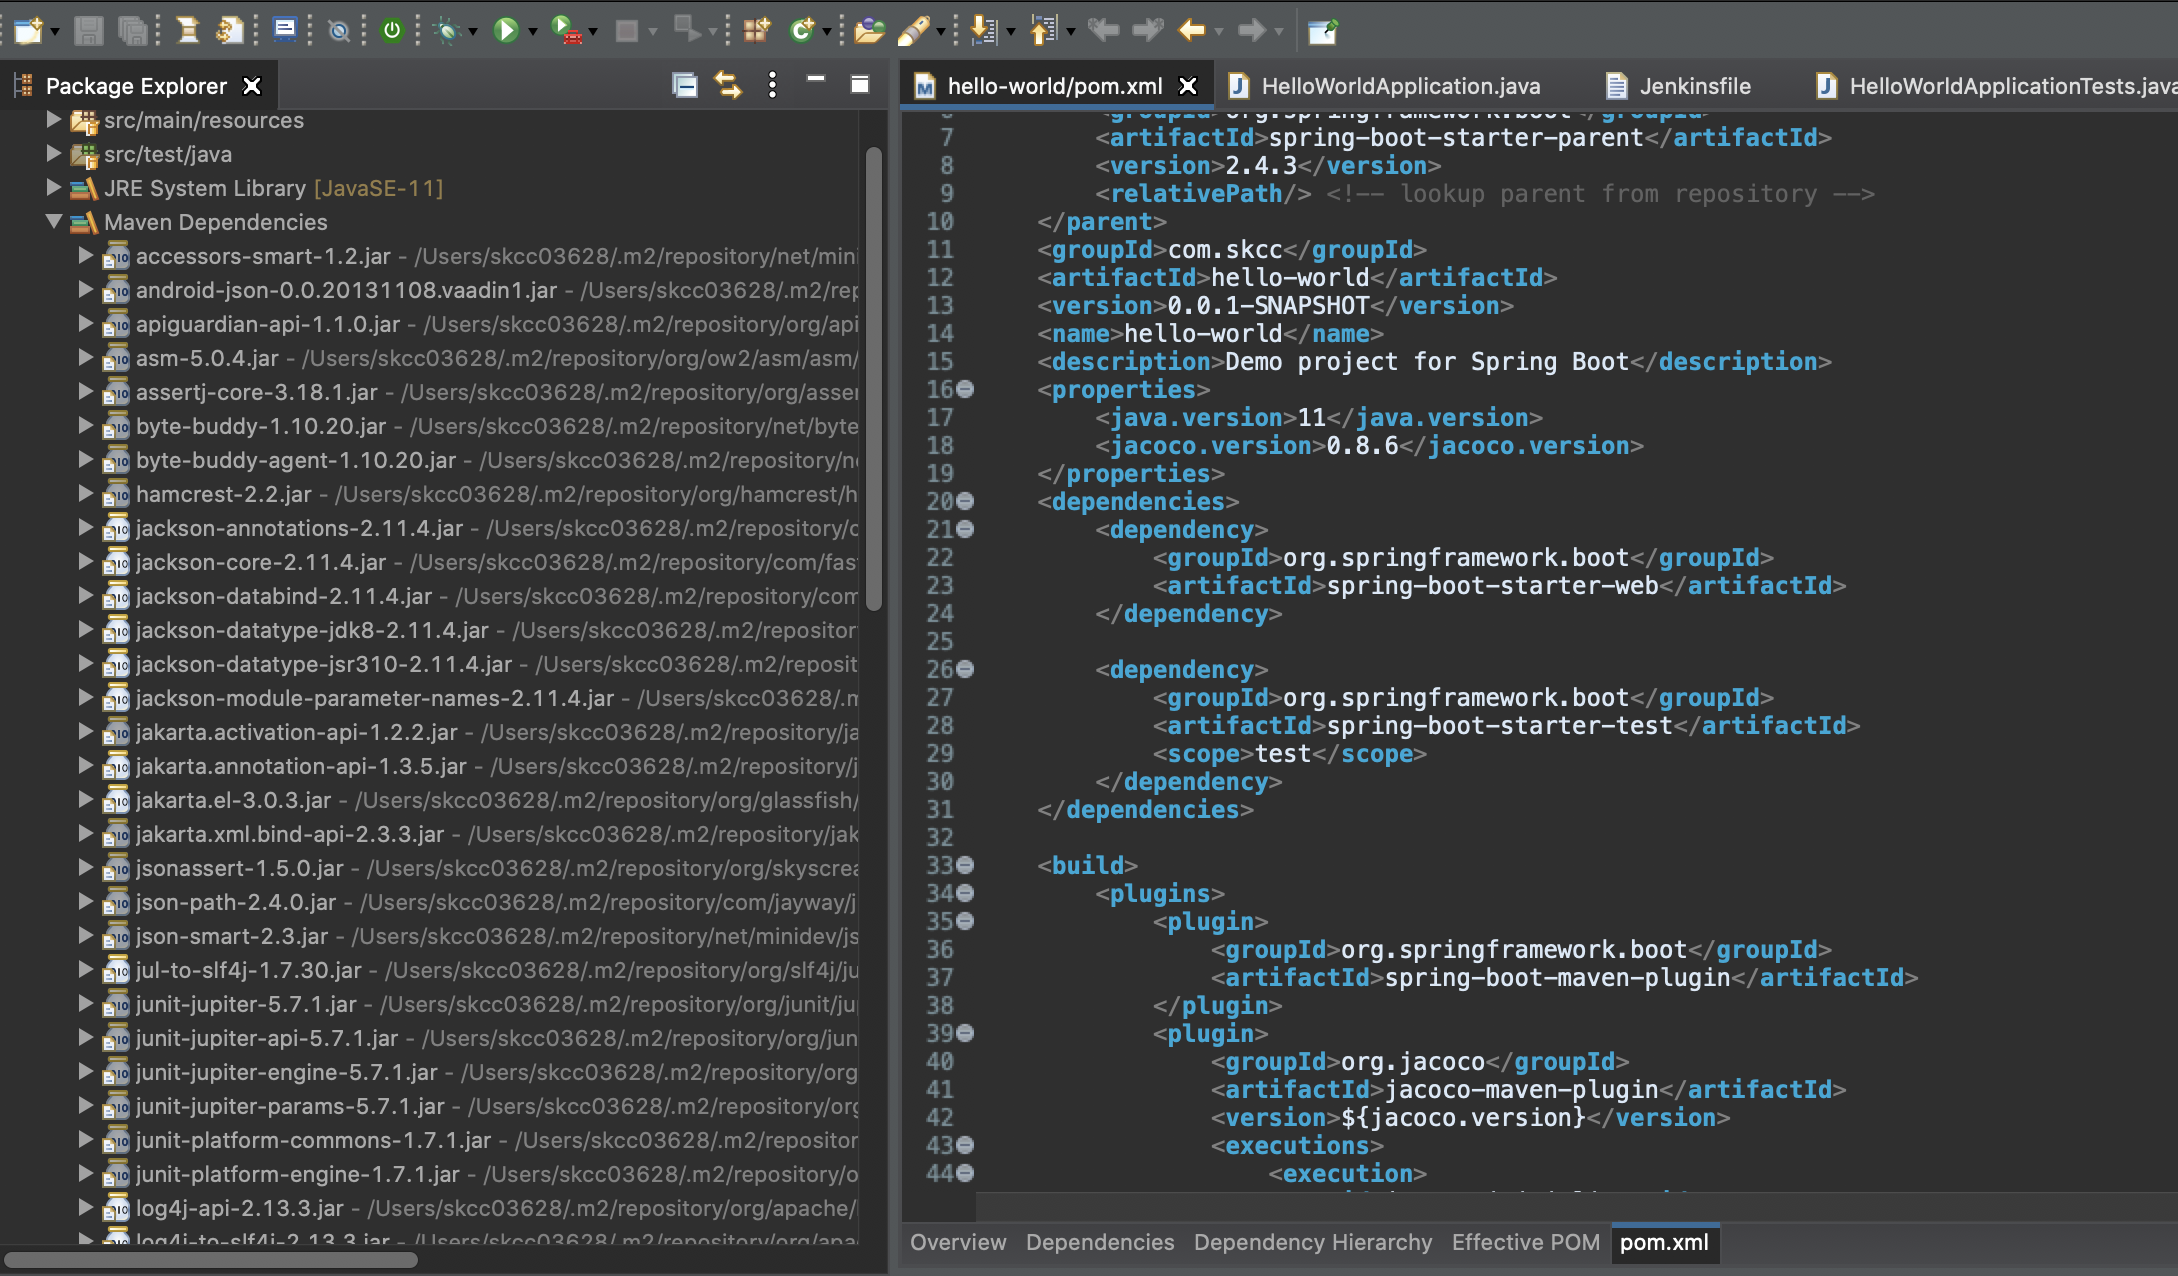 Package Explorer
src/main/resources
src/test/java
JRE System Library [JavaSE-11]
Maven Dependencies
accessors-smart-1.2.jar - /Users/skcc03628/.m2/repository/net/mini
android-json-0.0.20131108.vaadin1.jar - /Users/skcc03628/.m2/rep
apiguardian-api-1.1.0.jar - /Users/skcc03628/.m2/repository/org/api
asm-5.0.4.jar - /Users/skcc03628/.m2/repository/org/ow2/asm/asm/
assertj-core-3.18.1.jar - /Users/skcc03628/.m2/repository/org/asser
byte-buddy-1.10.20.jar - /Users/skcc03628/.m2/repository/net/byte
byte-buddy-agent-1.10.20.jar - /Users/skcc03628/.m2/repository/ne
hamcrest-2.2.jar - /Users/skcc03628/.m2/repository/org/hamcrest/h
jackson-annotations-2.11.4.jar - /Users/skcc03628/.m2/repository/c
jackson-core-2.11.4.jar - /Users/skcc03628/.m2/repository/com/fas
jackson-databind-2.11.4.jar - /Users/skcc03628/.m2/repository/com
jackson-datatype-jdk8-2.11.4.jar - /Users/skcc03628/.m2/repositor
jackson-datatype-jsr310-2.11.4.jar - /Users/skcc03628/.m2/reposit
jackson-module-parameter-names-2.11.4.jar - /Users/skcc03628/.m
jakarta.activation-api-1.2.2.jar - /Users/skcc03628/.m2/repository/ja
jakarta.annotation-api-1.3.5.jar - /Users/skcc03628/.m2/repository/j
jakarta.el-3.0.3.jar - /Users/skcc03628/.m2/repository/org/glassfish/
jakarta.xml.bind-api-2.3.3.jar - /Users/skcc03628/.m2/repository/jak
jsonassert-1.5.0.jar - /Users/skcc03628/.m2/repository/org/skyscrea
json-path-2.4.0.jar - /Users/skcc03628/.m2/repository/com/jayway/j
json-smart-2.3.jar - /Users/skcc03628/.m2/repository/net/minidev/js
jul-to-slf4j-1.7.30.jar - /Users/skcc03628/.m2/repository/org/slf4j/ju
junit-jupiter-5.7.1.jar - /Users/skcc03628/.m2/repository/org/junit/ju
junit-jupiter-api-5.7.1.jar - /Users/skcc03628/.m2/repository/org/jun
junit-jupiter-engine-5.7.1.jar - /Users/skcc03628/.m2/repository/org
junit-jupiter-params-5.7.1.jar - /Users/skcc03628/.m2/repository/org
junit-platform-commons-1.7.1.jar - /Users/skcc03628/.m2/repositor
junit-platform-engine-1.7.1.jar - /Users/skcc03628/.m2/repository/o
log4j-api-2.13.3.jar - /Users/skcc03628/.m2/repository/org/apache/
log4j-to-slf4j-2.13.3.jar - /Users/skcc03628/.m2/repository/org/apa
hello-world/pom.xml HelloWorldApplication.java Jenkinsfile HelloWorldApplicationTests.java
6 <groupId>org.springframework.boot</groupId>
7 <artifactId>spring-boot-starter-parent</artifactId>
8 <version>2.4.3</version>
9 <relativePath/> <!-- lookup parent from repository -->
10 </parent>
11 <groupId>com.skcc</groupId>
12 <artifactId>hello-world</artifactId>
13 <version>0.0.1-SNAPSHOT</version>
14 <name>hello-world</name>
15 <description>Demo project for Spring Boot</description>
16 <properties>
17 <java.version>11</java.version>
18 <jacoco.version>0.8.6</jacoco.version>
19 </properties>
20 <dependencies>
21 <dependency>
22 <groupId>org.springframework.boot</groupId>
23 <artifactId>spring-boot-starter-web</artifactId>
24 </dependency>
25
26 <dependency>
27 <groupId>org.springframework.boot</groupId>
28 <artifactId>spring-boot-starter-test</artifactId>
29 <scope>test</scope>
30 </dependency>
31 </dependencies>
32
33 <build>
34 <plugins>
35 <plugin>
36 <groupId>org.springframework.boot</groupId>
37 <artifactId>spring-boot-maven-plugin</artifactId>
38 </plugin>
39 <plugin>
40 <groupId>org.jacoco</groupId>
41 <artifactId>jacoco-maven-plugin</artifactId>
42 <version>${jacoco.version}</version>
43 <executions>
44 <execution>
Overview Dependencies Dependency Hierarchy Effective POM pom.xml